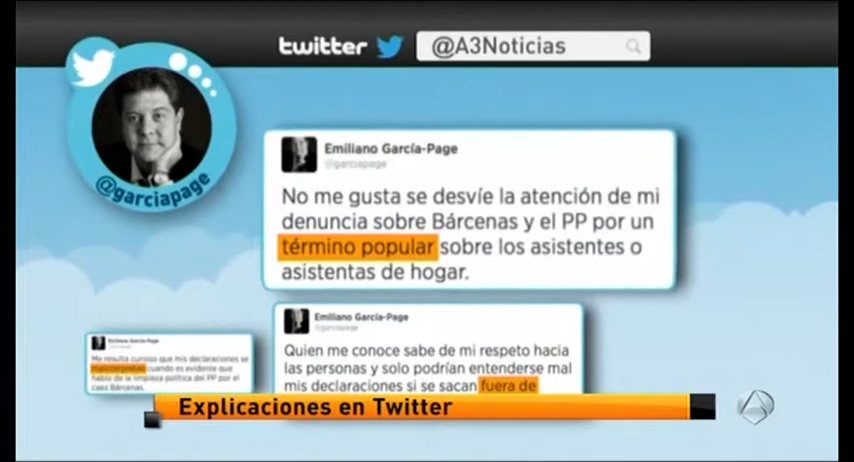 twitter
@A3Noticias
@garciapage
Emiliano García-Page
@garciapage
No me gusta se desvíe la atención de mi
denuncia sobre Bárcenas y el PP por un
término popular sobre los asistentes o
asistentas de hogar.
Emiliano García-Page
Me resulta curioso que mis declaraciones se
malinterpreten cuando es evidente que
hablo de la limpieza política del PP por el
caso Bárcenas.
Emiliano García-Page
@garciapage
Quien me conoce sabe de mi respeto hacia
las personas y solo podrían entenderse mal
mis declaraciones si se sacan fuera de
Explicaciones en Twitter